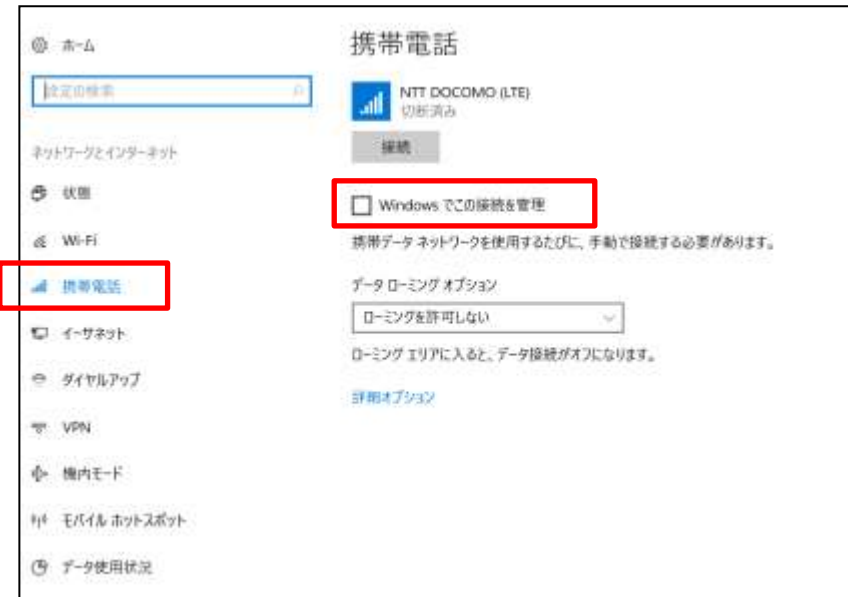 ホーム
設定の検索
ネットワークとインターネット
状態
Wi-Fi
携帯電話
イーサネット
ダイヤルアップ
VPN
機内モード
モバイル ホットスポット
データ使用状況
携帯電話
NTT DOCOMO (LTE)
切断済み
接続
Windows でこの接続を管理
携帯データ ネットワークを使用するたびに、手動で接続する必要があります。
データ ローミング オプション
ローミングを許可しない
ローミング エリアに入ると、データ接続がオフになります。
詳細オプション